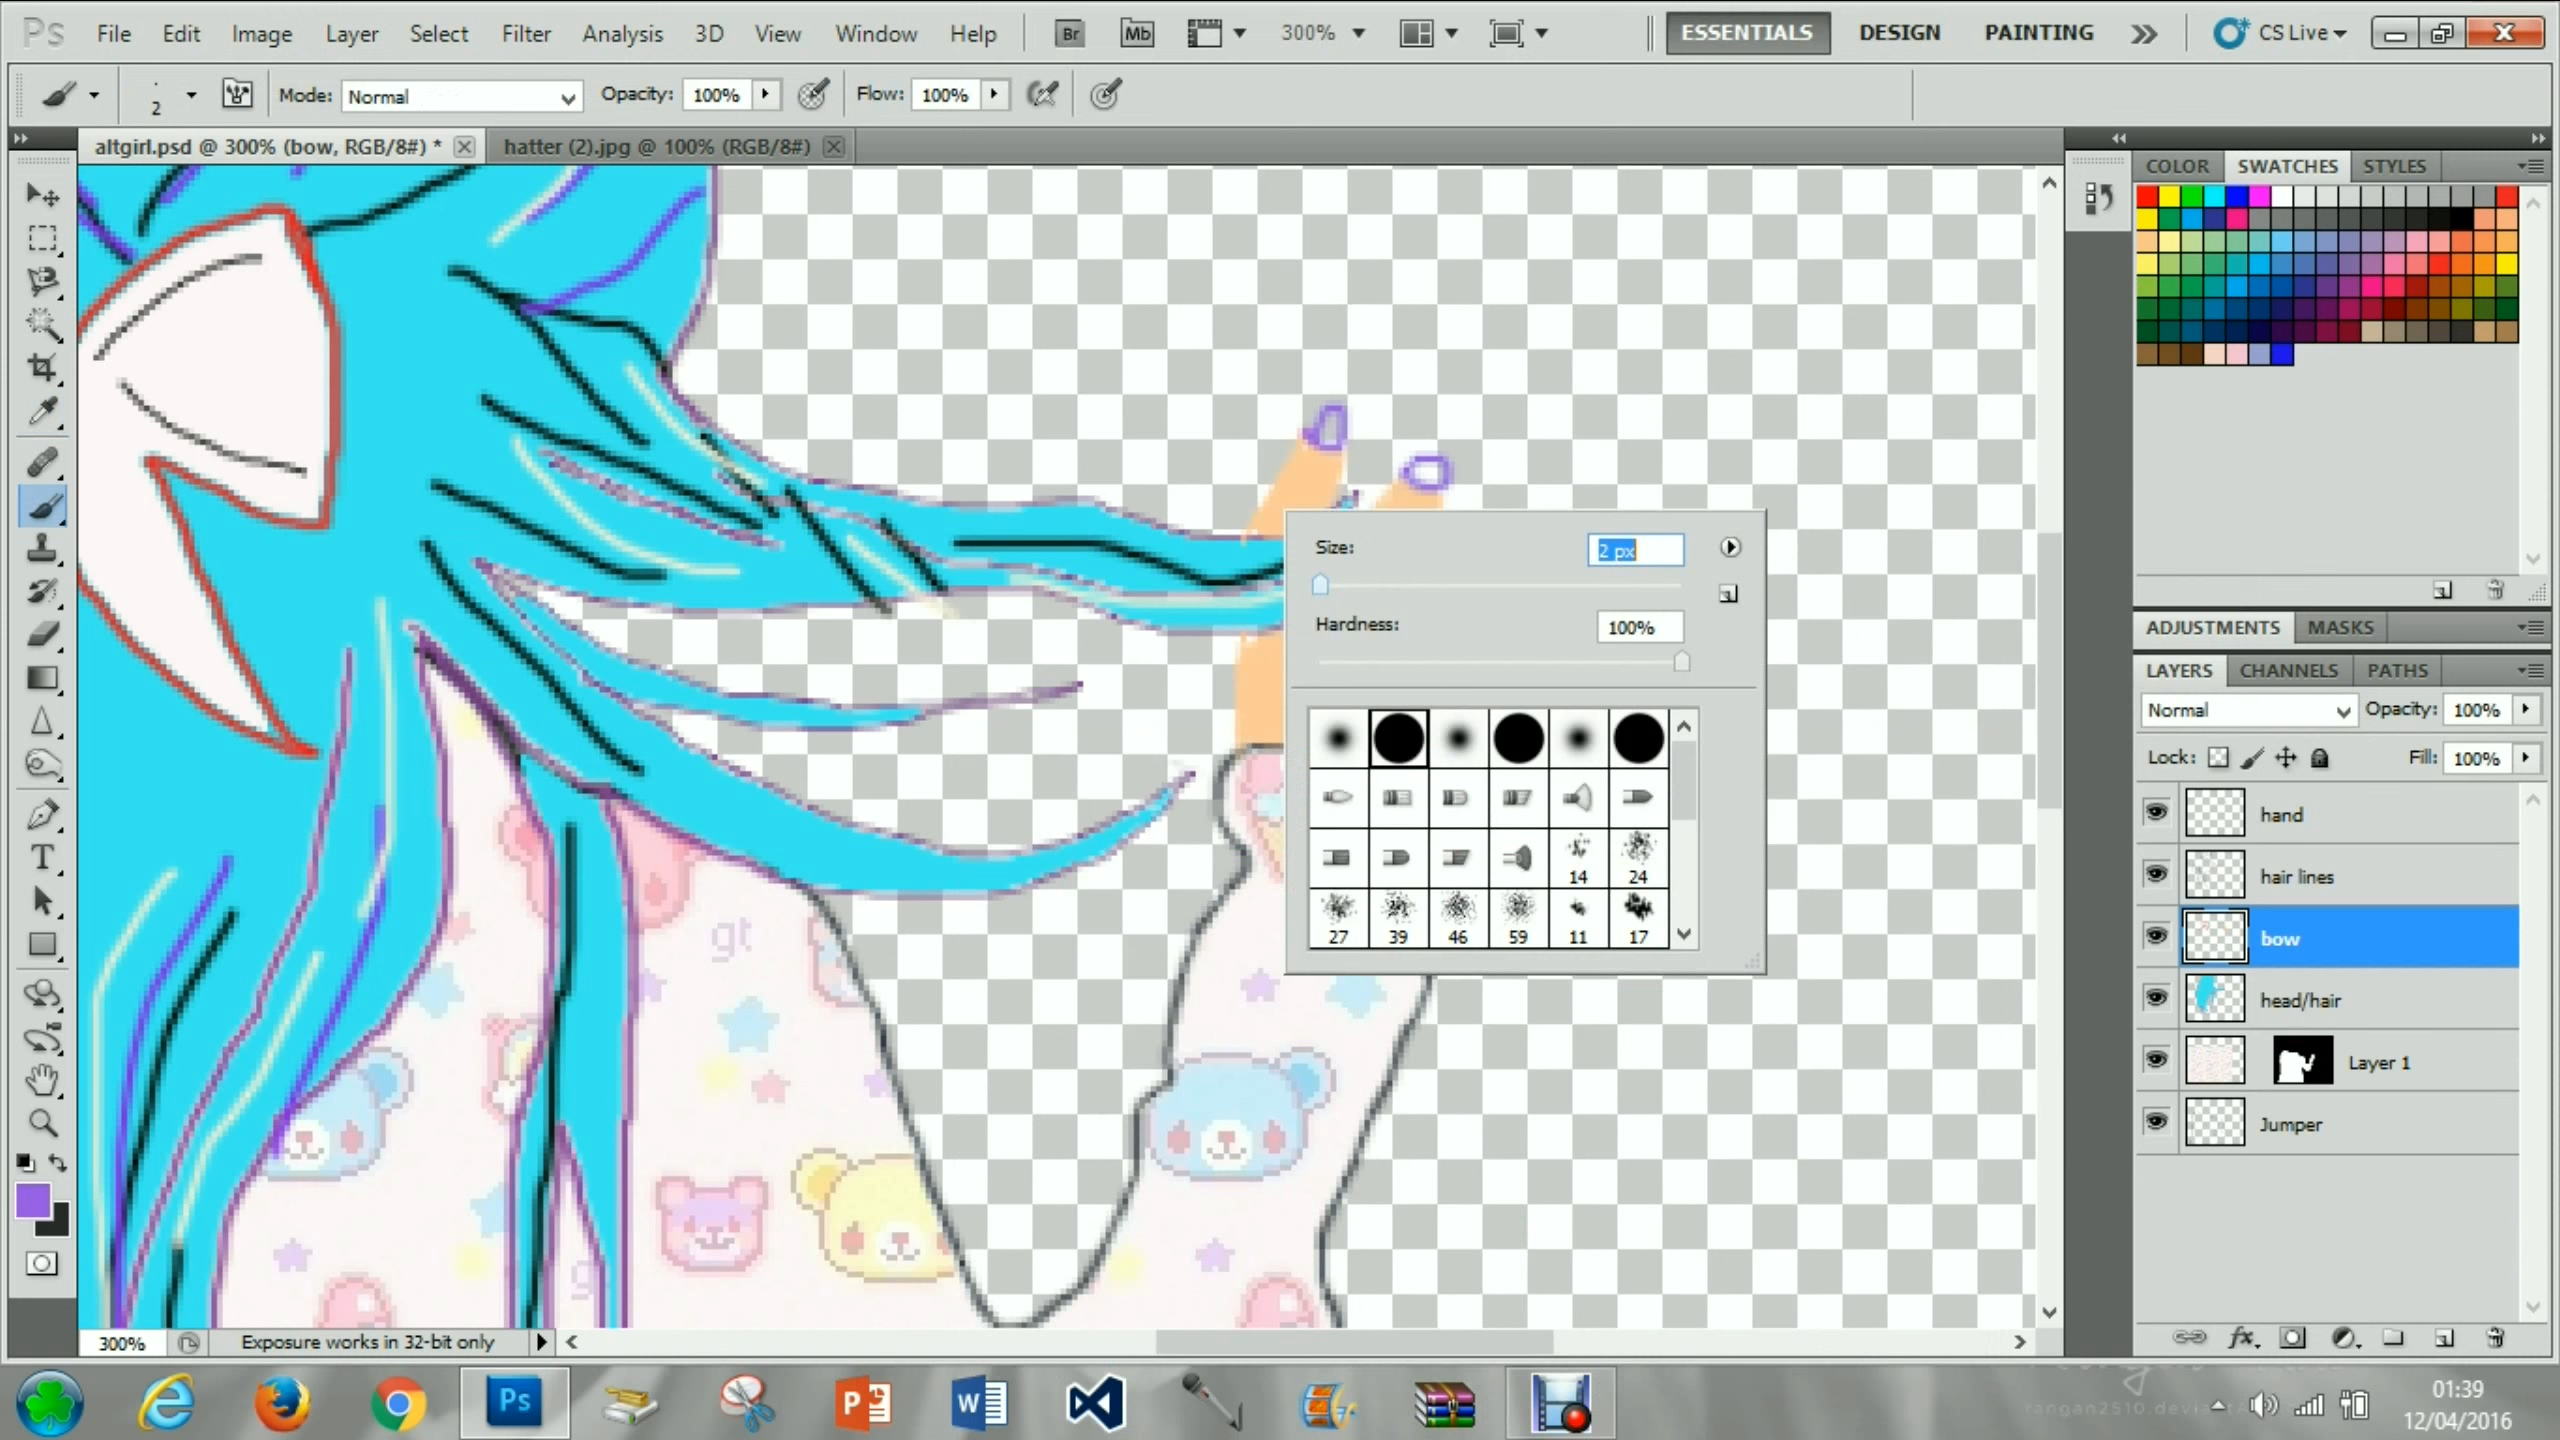 Ps File Edit Image Layer Select Filter Analysis 3D View Window Help Br Mb 300% ESSENTIALS DESIGN PAINTING CS Live
2 Mode: Normal Opacity: 100% Flow: 100%
altgirl.psd @ 300% (bow, RGB/8#) * hatter (2).jpg @ 100% (RGB/8#)
COLOR SWATCHES STYLES
Size: 2 px
Hardness: 100%
14 24
27 39 46 59 11 17
gt
ADJUSTMENTS MASKS
LAYERS CHANNELS PATHS
Normal Opacity: 100%
Lock: Fill: 100%
hand
hair lines
bow
head/hair
Layer 1
Jumper
300% Exposure works in 32-bit only
01:39
12/04/2016